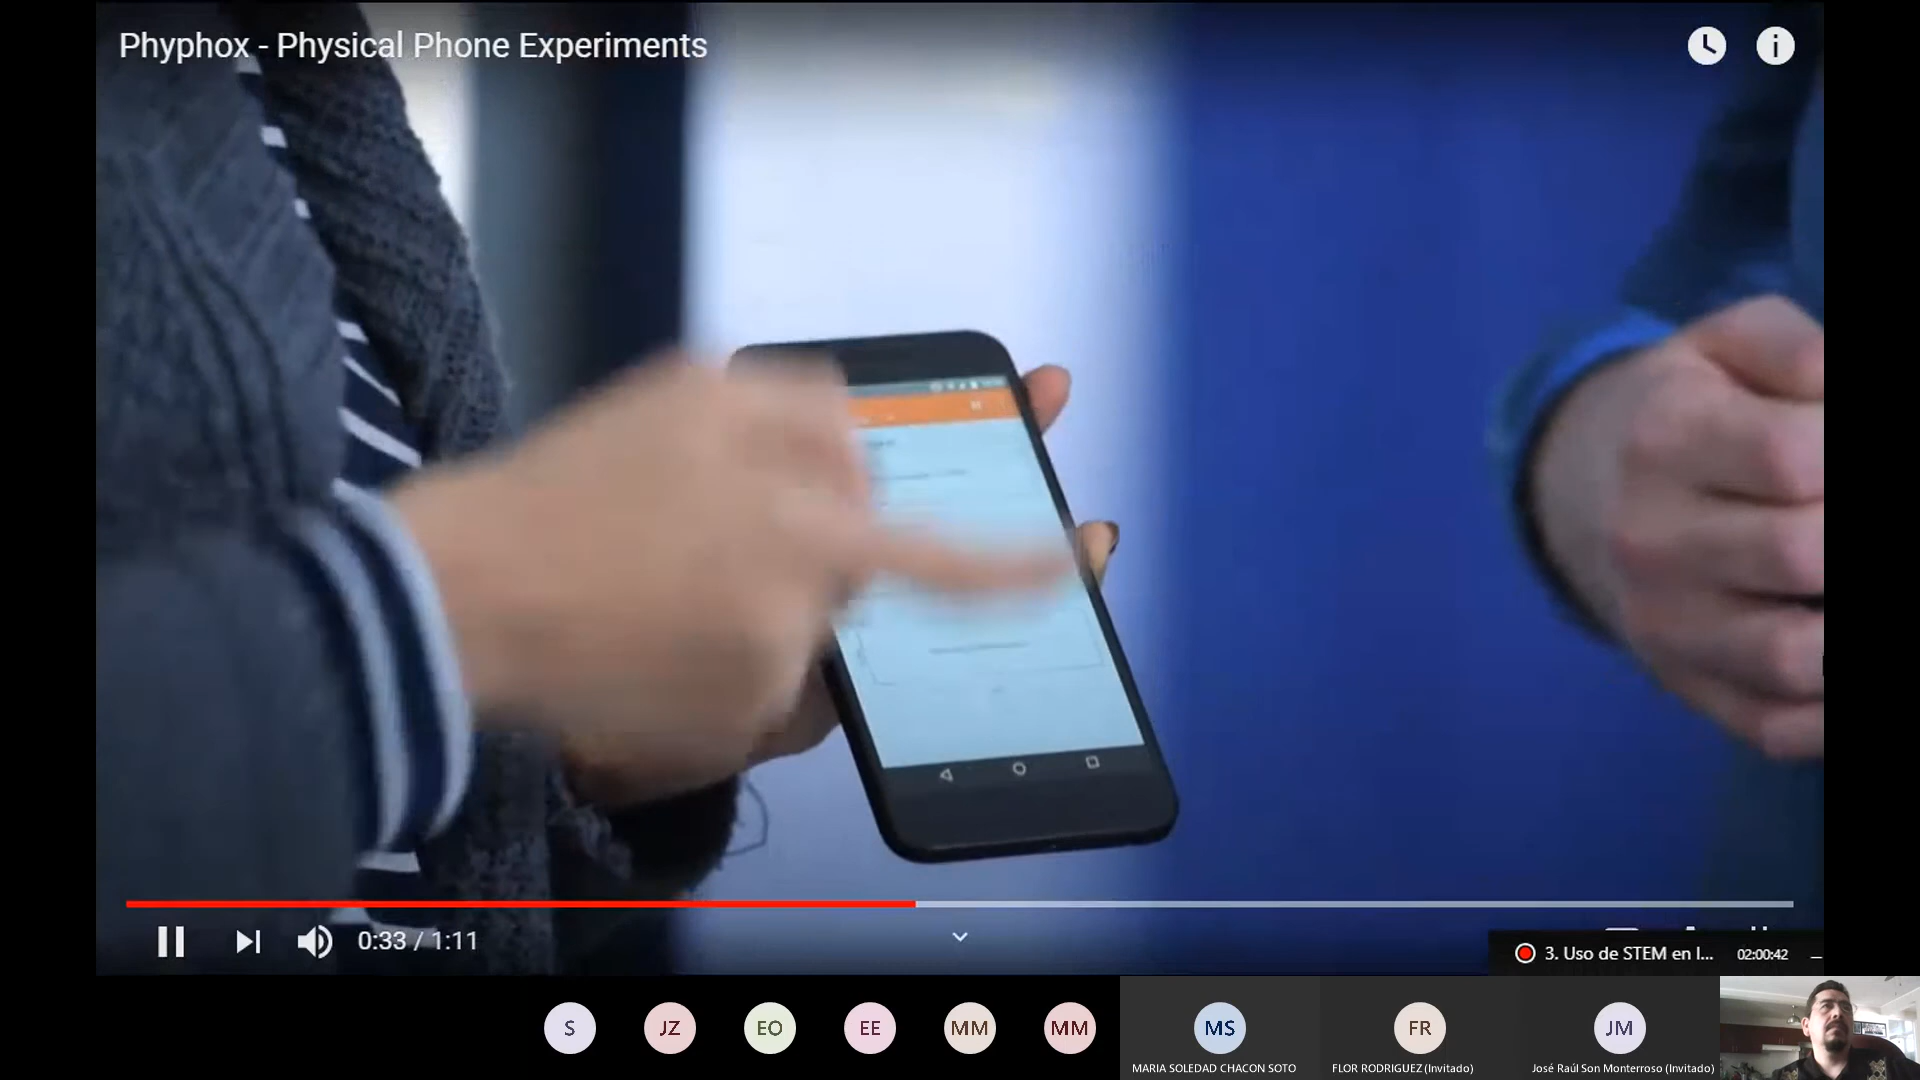 Phyphox - Physical Phone Experiments
0:33 / 1:11
3. Uso de STEM en l...
02:00:42
S
JZ
EO
EE
MM
MM
MS
FR
JM
MARIA SOLEDAD CHACON SOTO
FLOR RODRIGUEZ (Invitado)
José Raúl Son Monterroso (Invitado)